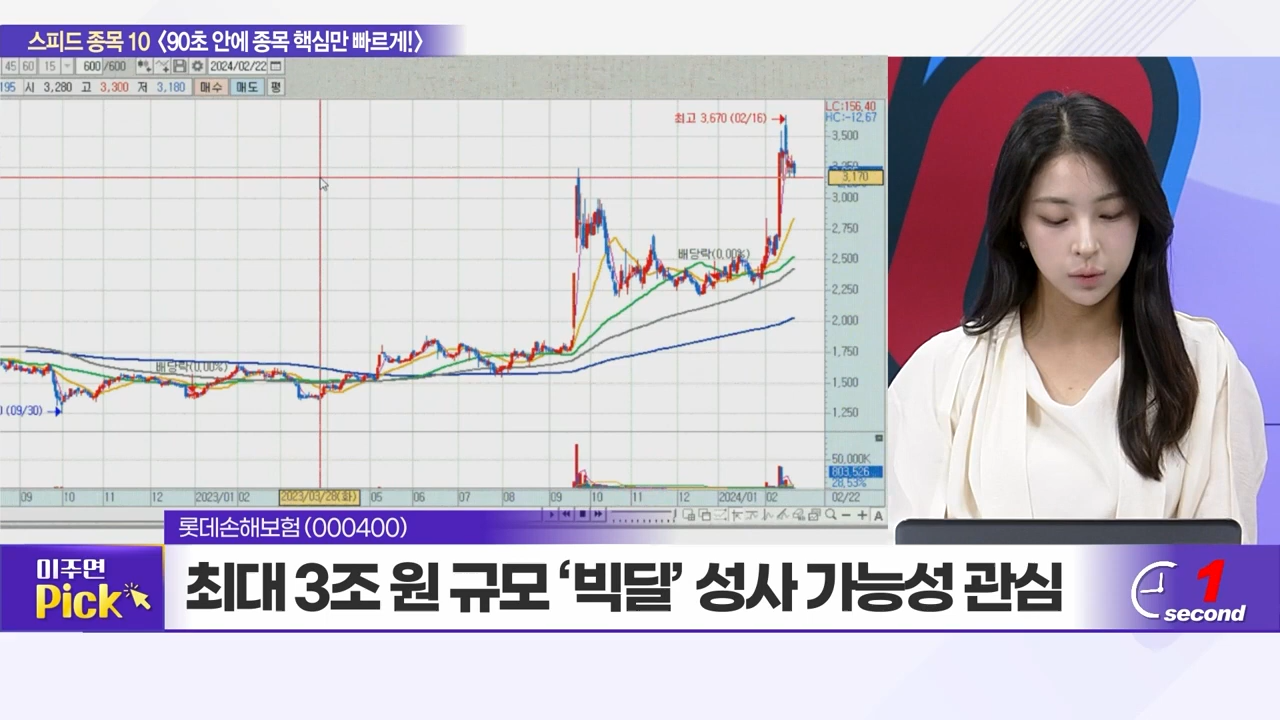 스피드 종목 10 〈90초 안에 종목 핵심만 빠르게!〉
45 60 15 600/600 2024/02/22
195 시 3,280 고 3,300 저 3,180 매수 매도 평
LC:156.40
HC:-12.67
최고 3,670 (02/16)
3,500
3,170
3,000
2,750
배당락(0.00%)
2,500
2,250
2,000
1,750
배당락(0.00%)
1,500
(09/30)
1,250
50,000K
803,526
28.53%
09 10 11 12 2023/01 02 2023/03/28(화) 05 06 07 08 09 10 11 12 2024/01 02 02/22
A
롯데손해보험(000400)
미주면
Pick
최대 3조 원 규모 ‘빅딜’ 성사 가능성 관심
1
second